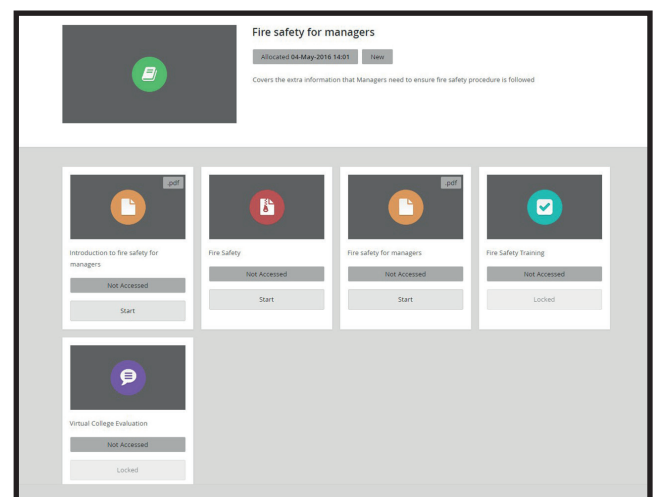 Fire safety for managers
Allocated 04-May-2016 14:01 New
Covers the extra information that Managers need to ensure fire safety procedure is followed
.pdf
Introduction to fire safety for
managers
Not Accessed
Start
Fire Safety
Not Accessed
Start
.pdf
Fire safety for managers
Not Accessed
Start
Fire Safety Training
Not Accessed
Locked
Virtual College Evaluation
Not Accessed
Locked